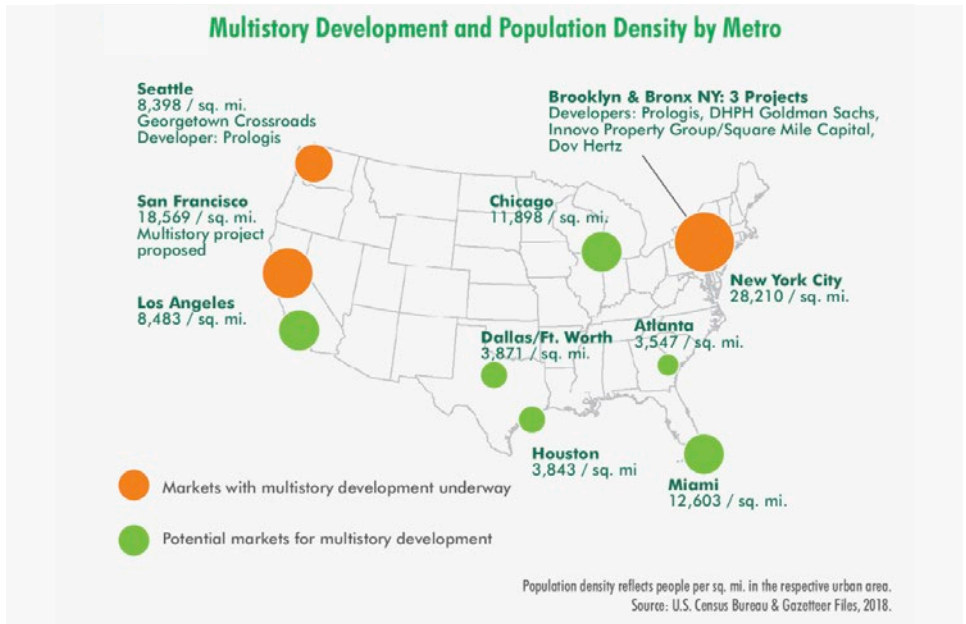 Multistory Development and Population Density by Metro
Seattle
8,398 / sq. mi.
Georgetown Crossroads
Developer: Prologis
Brooklyn & Bronx NY: 3 Projects
Developers: Prologis, DHPH Goldman Sachs,
Innovo Property Group/Square Mile Capital,
Dov Hertz
San Francisco
18,569 / sq. mi.
Multistory project
proposed
Chicago
11,898 / sq. mi.
New York City
28,210 / sq. mi.
Los Angeles
8,483 / sq. mi.
Dallas/Ft. Worth
3,871 / sq. mi.
Atlanta
3,547 / sq. mi.
Houston
3,843 / sq. mi
Miami
12,603 / sq. mi.
Markets with multistory development underway
Potential markets for multistory development
Population density reflects people per sq. mi. in the respective urban area.
Source: U.S. Census Bureau & Gazetteer Files, 2018.